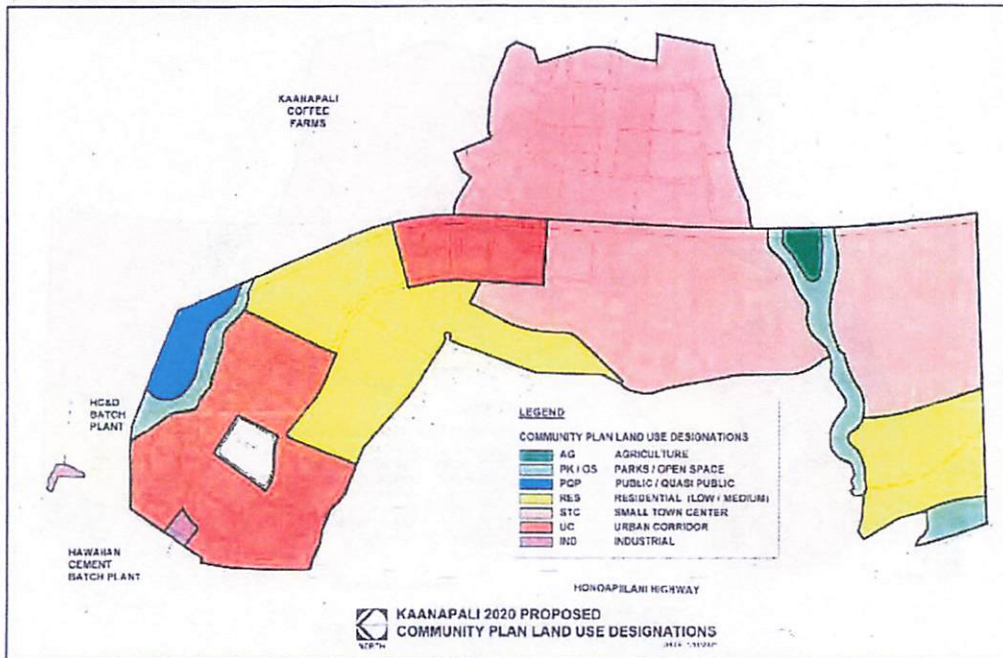 KAANAPALI
COFFEE
FARMS
HC&D
BATCH
PLANT
HAWAIIAN
CEMENT
BATCH PLANT
LEGEND
COMMUNITY PLAN LAND USE DESIGNATIONS
AG AGRICULTURE
PK / OS PARKS / OPEN SPACE
PQP PUBLIC / QUASI PUBLIC
RES RESIDENTIAL (LOW / MEDIUM)
STC SMALL TOWN CENTER
UC URBAN CORRIDOR
IND INDUSTRIAL
HONOAPIILANI HIGHWAY
KAANAPALI 2020 PROPOSED
COMMUNITY PLAN LAND USE DESIGNATIONS
NORTH